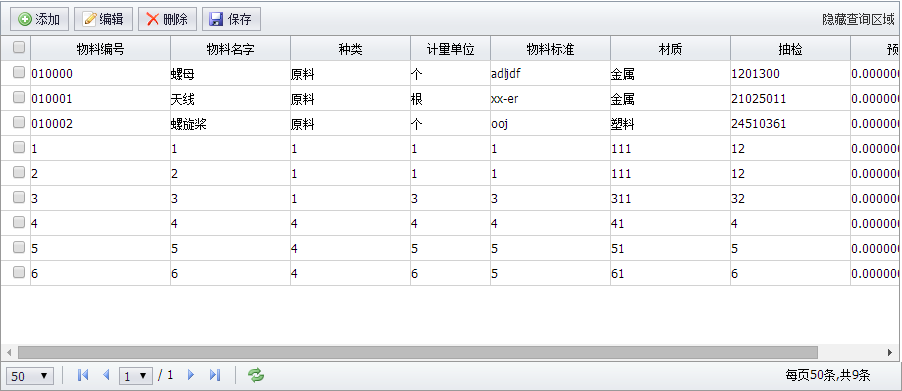 添加 编辑 删除 保存 隐藏查询区域
物料编号 物料名字 种类 计量单位 物料标准 材质 抽检 预
010000 螺母 原料 个 adjdf 金属 1201300 0.000000
010001 天线 原料 根 xx-er 金属 21025011 0.000000
010002 螺旋桨 原料 个 ooj 塑料 24510361 0.000000
1 1 1 1 1 111 12 0.000000
2 2 1 1 1 111 12 0.000000
3 3 1 3 3 311 32 0.000000
4 4 4 4 4 41 4 0.000000
5 5 4 5 5 51 5 0.000000
6 6 4 6 5 61 6 0.000000
50 1 / 1 每页50条,共9条